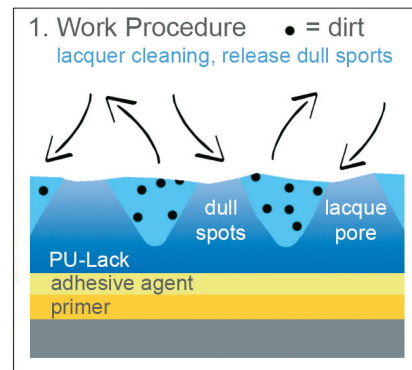 1. Work Procedure • = dirt
lacquer cleaning, release dull sports
dull
spots
lacque
pore
PU-Lack
adhesive agent
primer